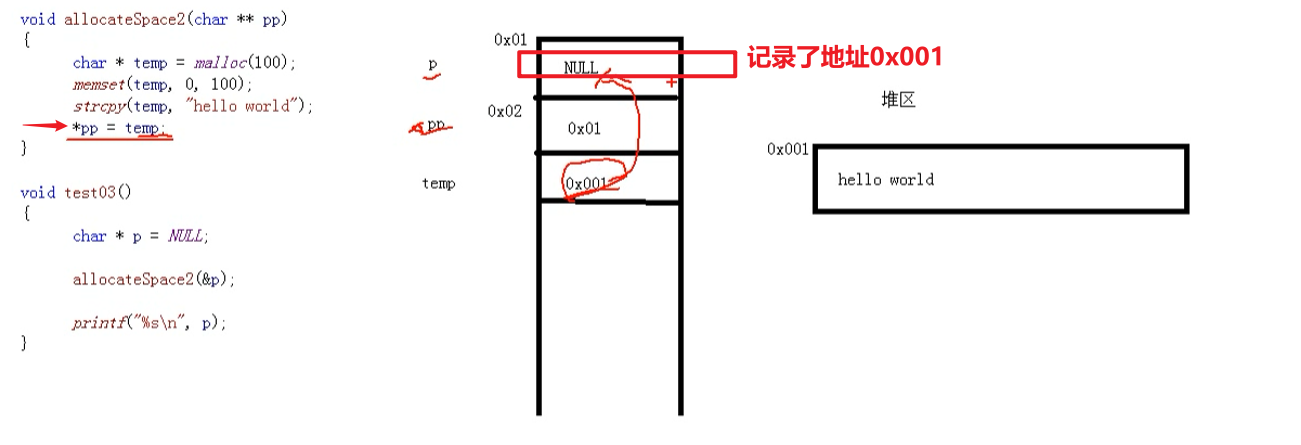 void allocateSpace2(char ** pp)
{
char * temp = malloc(100);
memset(temp, 0, 100);
strcpy(temp, "hello world");
*pp = temp;
}
void test03()
{
char * p = NULL;
allocateSpace2(&p);
printf("%s\n", p);
}
0x01
p
NULL
记录了地址0x001
0x02
pp
0x01
temp
0x001
堆区
0x001
hello world